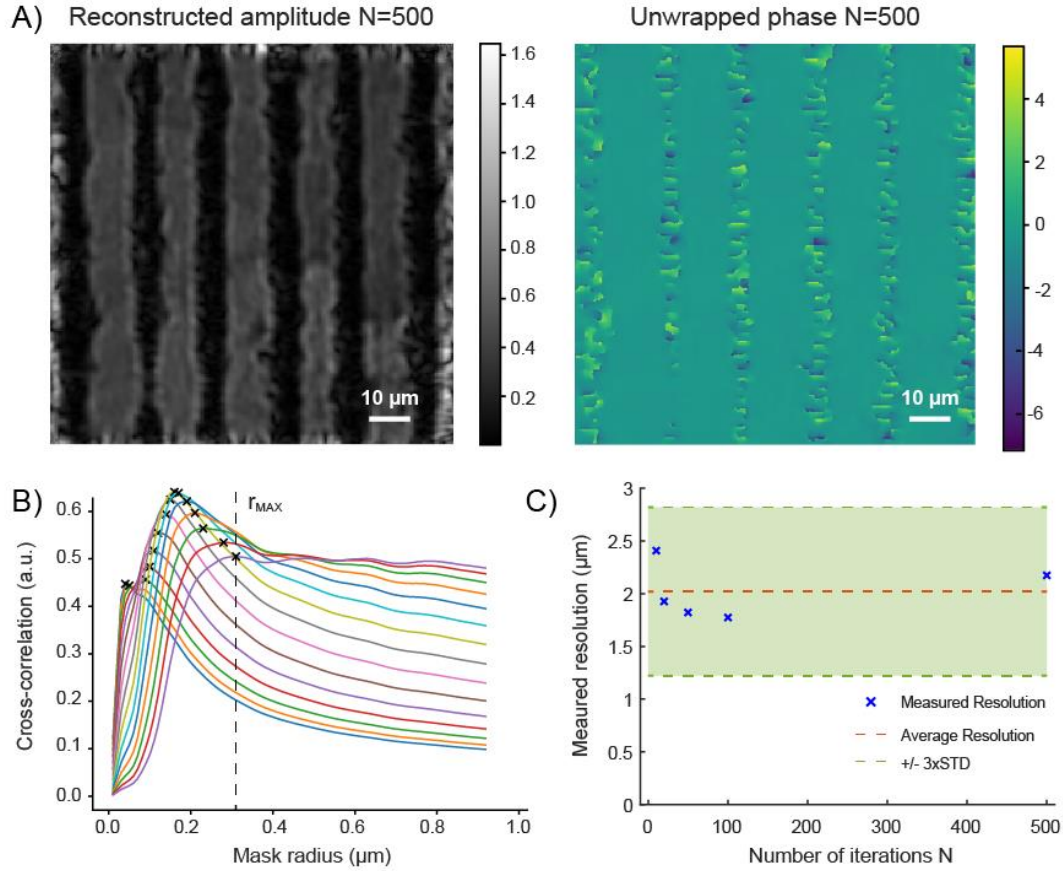 A)
Reconstructed amplitude N=500
1.6
1.4
1.2
1.0
0.8
0.6
0.4
0.2
10 µm
Unwrapped phase N=500
4
2
0
-2
-4
-6
10 µm
B)
Cross-correlation (a.u.)
0.6
0.5
0.4
0.3
0.2
0.1
0.0
rMAX
0.0 0.2 0.4 0.6 0.8 1.0
Mask radius (µm)
C)
Meaured resolution (µm)
3
2.5
2
1.5
1
0.5
0
Measured Resolution
Average Resolution
+/- 3xSTD
0 100 200 300 400 500
Number of iterations N